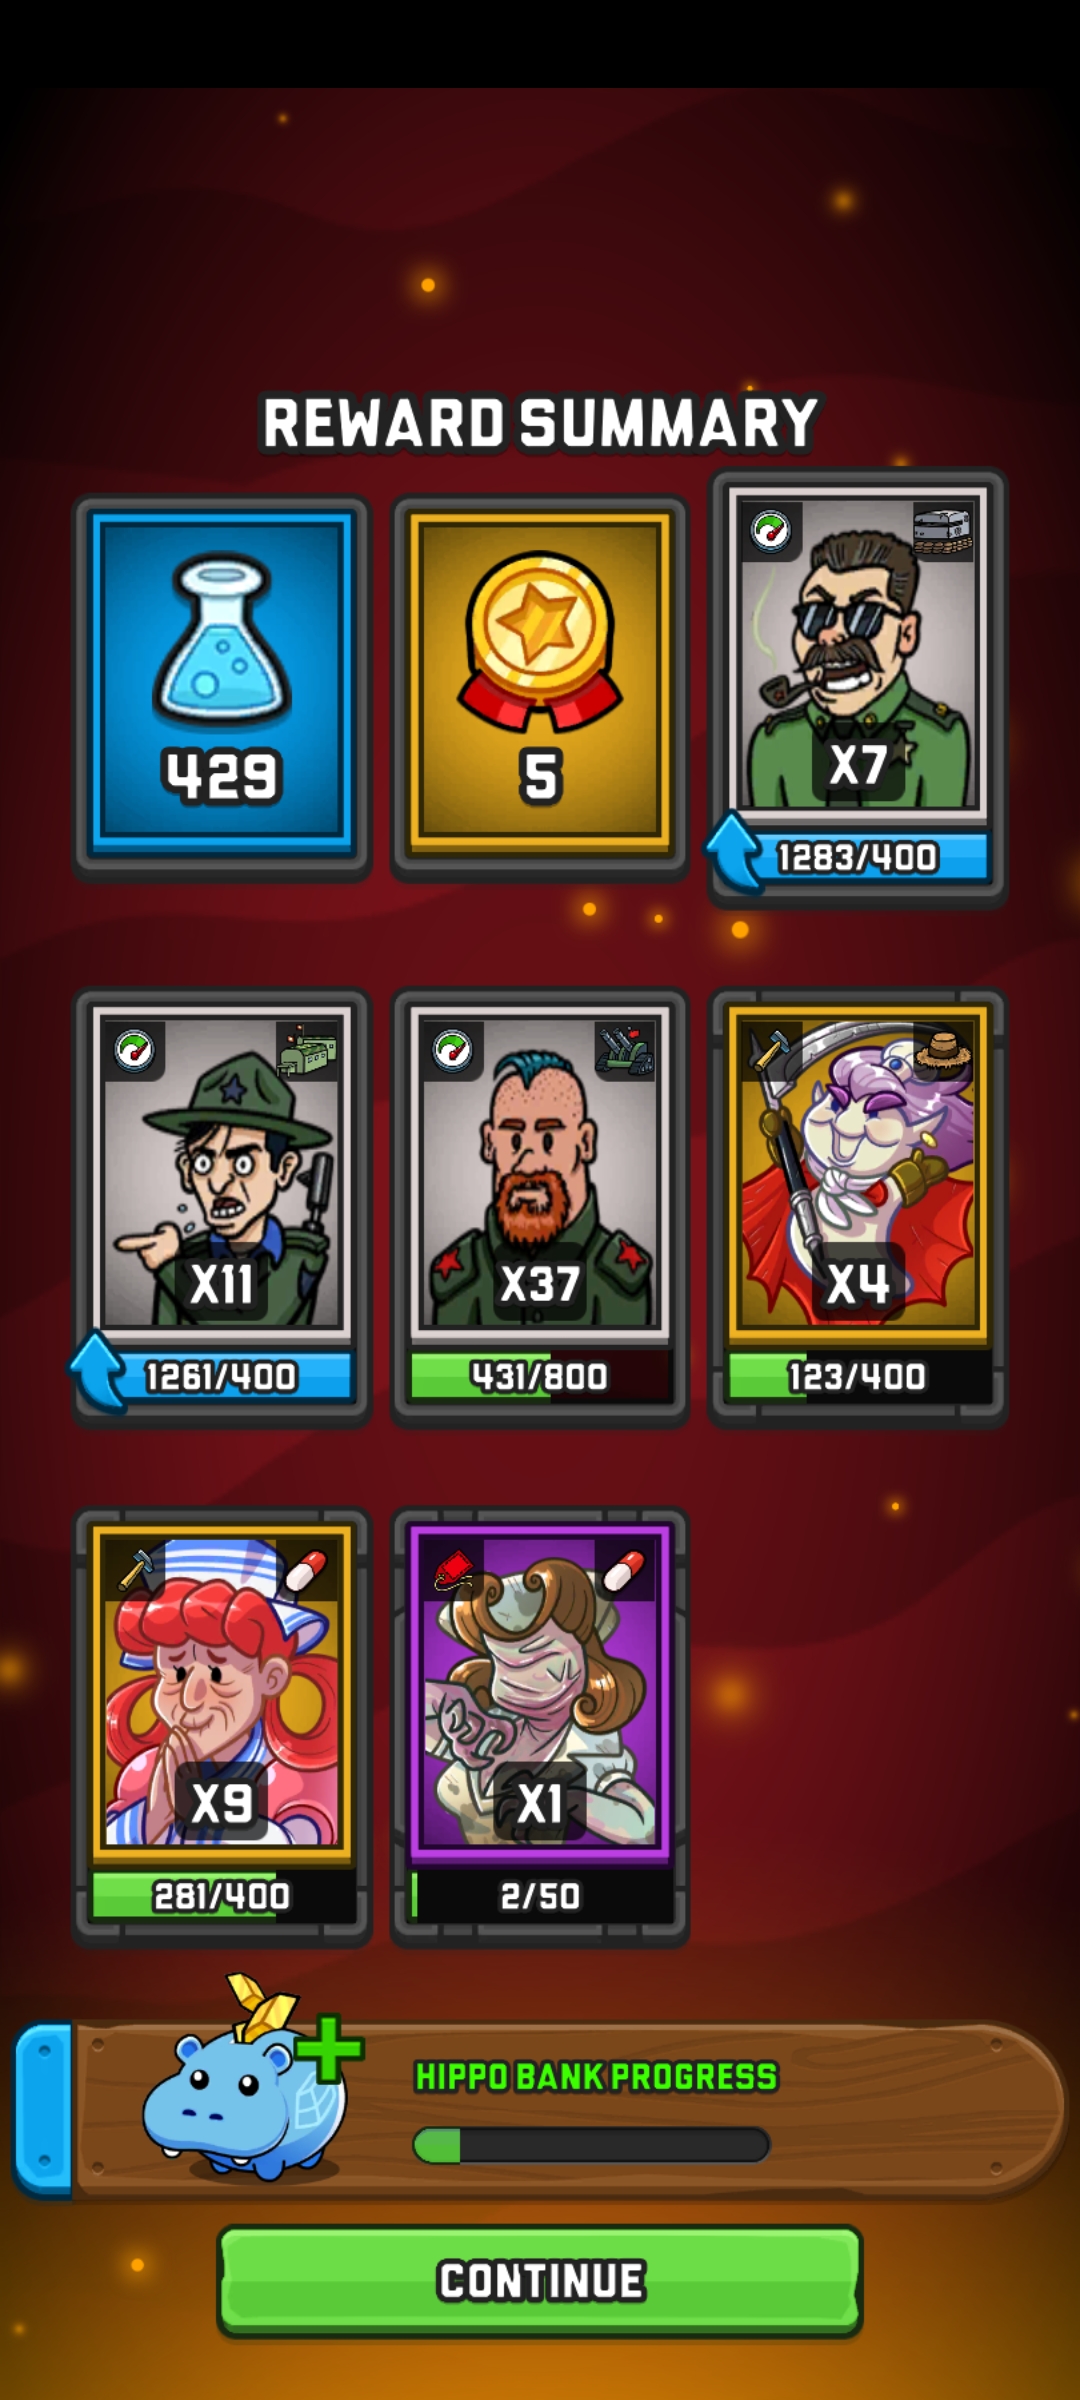 REWARD SUMMARY
429
5
X7
1283/400
X11
1261/400
X37
431/800
X4
123/400
X9
281/400
X1
2/50
HIPPO BANK PROGRESS
CONTINUE